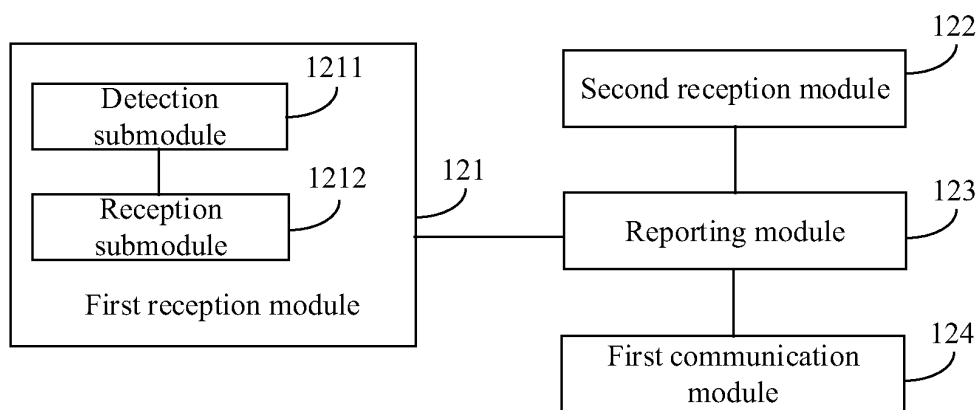 1211
Detection
submodule
1212
Reception
submodule
First reception module
121
122
Second reception module
123
Reporting module
124
First communication
module